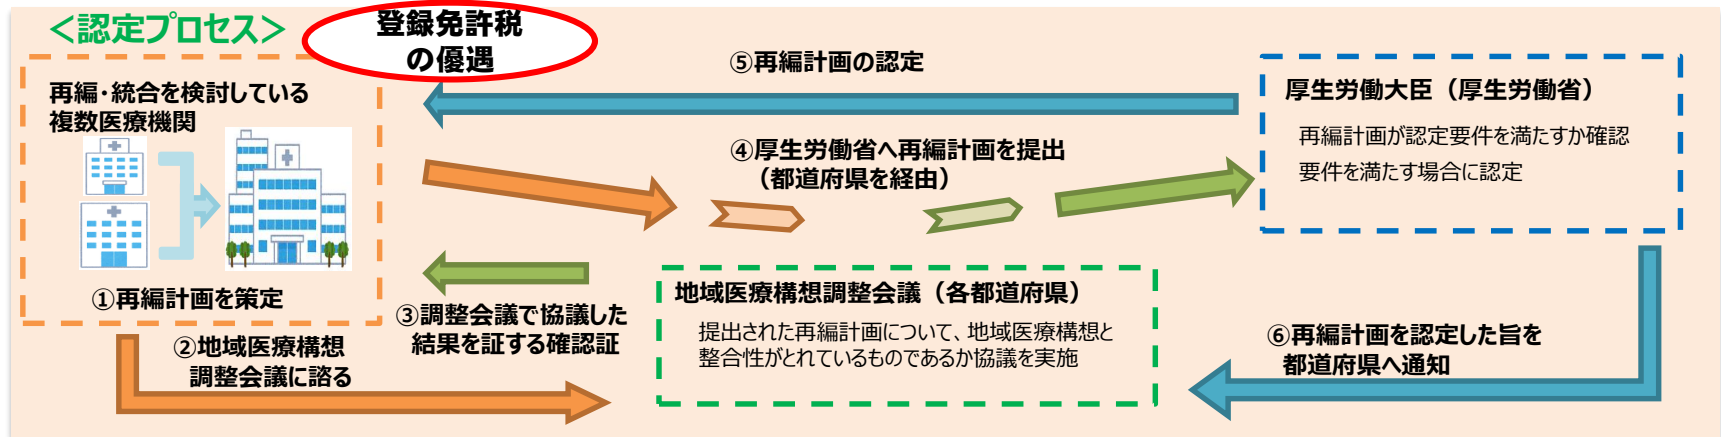 ＜認定プロセス＞
登録免許税
の優遇
再編・統合を検討している
複数医療機関
①再編計画を策定
②地域医療構想
調整会議に諮る
③調整会議で協議した
結果を証する確認証
④厚生労働省へ再編計画を提出
（都道府県を経由）
⑤再編計画の認定
厚生労働大臣（厚生労働省）
再編計画が認定要件を満たすか確認
要件を満たす場合に認定
地域医療構想調整会議（各都道府県）
提出された再編計画について、地域医療構想と
整合性がとれているものであるか協議を実施
⑥再編計画を認定した旨を
都道府県へ通知